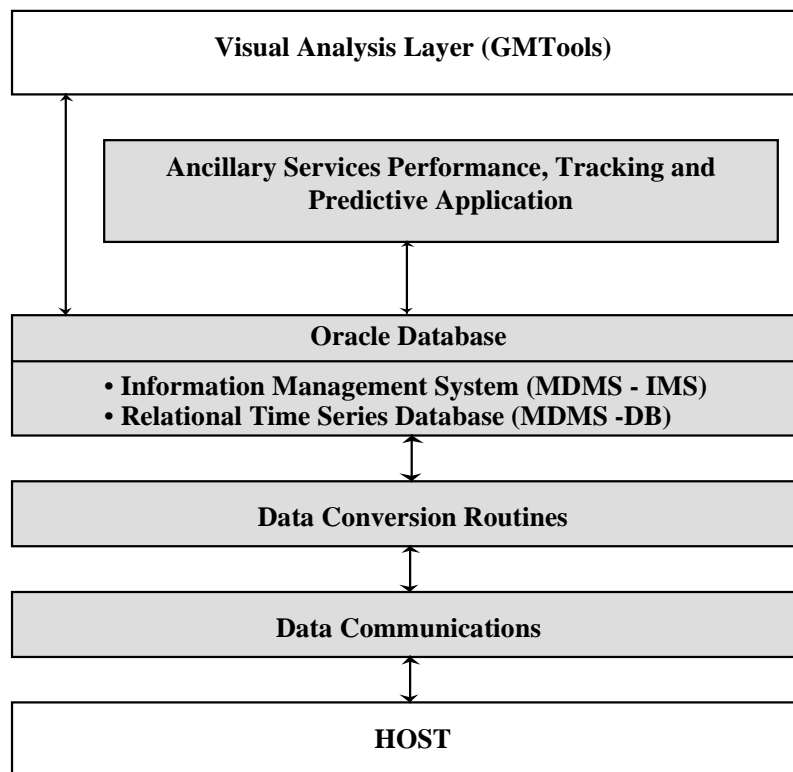 Visual Analysis Layer (GMTools)
Ancillary Services Performance, Tracking and
Predictive Application
Oracle Database
• Information Management System (MDMS - IMS)
• Relational Time Series Database (MDMS -DB)
Data Conversion Routines
Data Communications
HOST